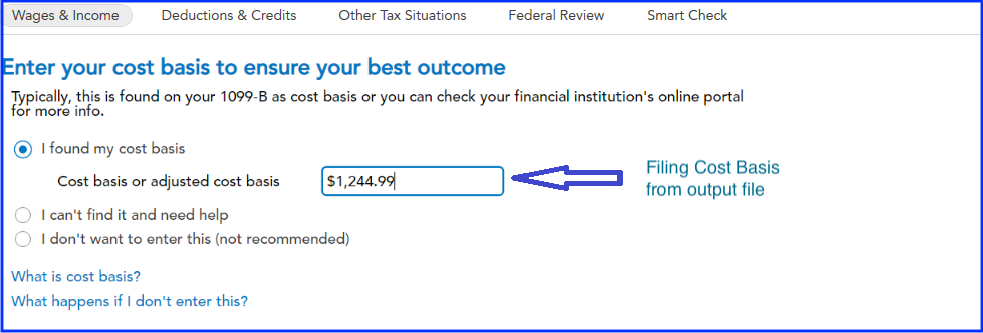 Wages & Income Deductions & Credits Other Tax Situations Federal Review Smart Check
Enter your cost basis to ensure your best outcome
Typically, this is found on your 1099-B as cost basis or you can check your financial institution's online portal
for more info.
I found my cost basis
Cost basis or adjusted cost basis $1,244.99
Filing Cost Basis
from output file
I can't find it and need help
I don't want to enter this (not recommended)
What is cost basis?
What happens if I don't enter this?